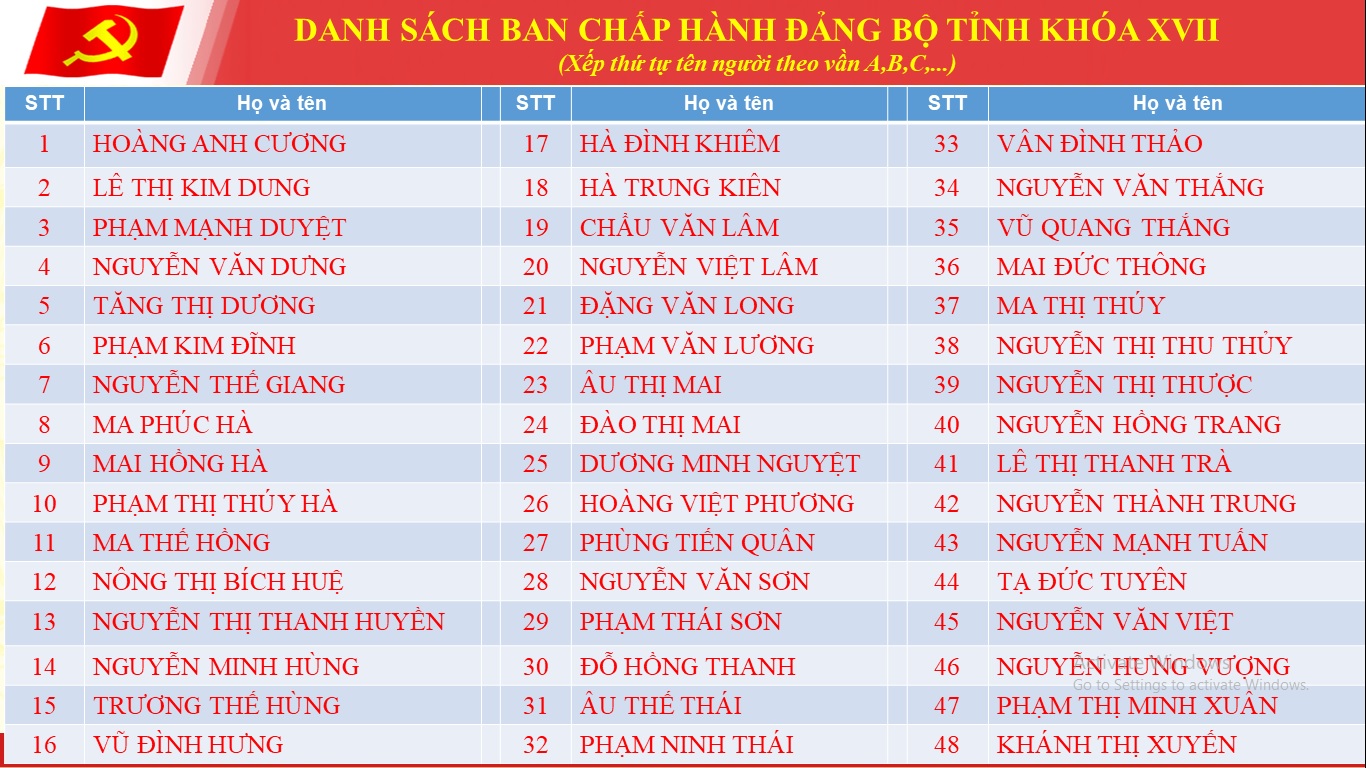 DANH SÁCH BAN CHẤP HÀNH ĐẢNG BỘ TỈNH KHÓA XVII
(Xếp thứ tự tên người theo vần A,B,C,...)
STT Họ và tên STT Họ và tên STT Họ và tên
1 HOÀNG ANH CƯƠNG 17 HÀ ĐÌNH KHIÊM 33 VÂN ĐÌNH THẢO
2 LÊ THỊ KIM DUNG 18 HÀ TRUNG KIÊN 34 NGUYỄN VĂN THẮNG
3 PHẠM MẠNH DUYỆT 19 CHẨU VĂN LÂM 35 VŨ QUANG THẮNG
4 NGUYỄN VĂN DƯNG 20 NGUYỄN VIỆT LÂM 36 MAI ĐỨC THÔNG
5 TĂNG THỊ DƯƠNG 21 ĐẶNG VĂN LONG 37 MA THỊ THÚY
6 PHẠM KIM ĐĨNH 22 PHẠM VĂN LƯƠNG 38 NGUYỄN THỊ THU THỦY
7 NGUYỄN THẾ GIANG 23 ÂU THỊ MAI 39 NGUYỄN THỊ THƯỢC
8 MA PHÚC HÀ 24 ĐÀO THỊ MAI 40 NGUYỄN HỒNG TRANG
9 MAI HỒNG HÀ 25 DƯƠNG MINH NGUYỆT 41 LÊ THỊ THANH TRÀ
10 PHẠM THỊ THÚY HÀ 26 HOÀNG VIỆT PHƯƠNG 42 NGUYỄN THÀNH TRUNG
11 MA THẾ HỒNG 27 PHÙNG TIẾN QUÂN 43 NGUYỄN MẠNH TUẤN
12 NÔNG THỊ BÍCH HUỆ 28 NGUYỄN VĂN SƠN 44 TẠ ĐỨC TUYÊN
13 NGUYỄN THỊ THANH HUYỀN 29 PHẠM THÁI SƠN 45 NGUYỄN VĂN VIỆT
14 NGUYỄN MINH HÙNG 30 ĐỖ HỒNG THANH 46 NGUYỄN HƯNG VƯỢNG
Activate Windows
Go to Settings to activate Windows.
15 TRƯƠNG THẾ HÙNG 31 ÂU THẾ THÁI 47 PHẠM THỊ MINH XUÂN
16 VŨ ĐÌNH HƯNG 32 PHẠM NINH THÁI 48 KHÁNH THỊ XUYẾN